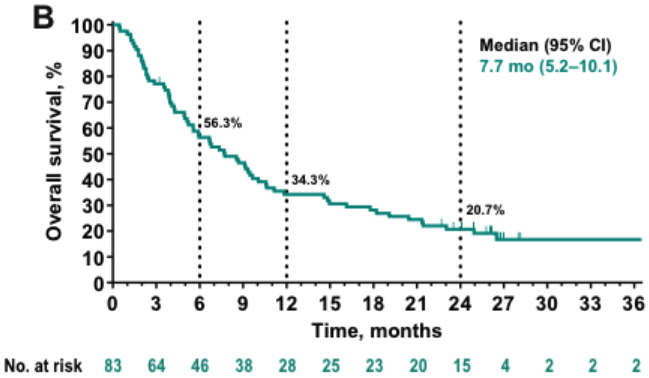 B
100
90
80
70
60
50
40
30
20
10
0
Overall survival, %
Median (95% CI)
7.7 mo (5.2–10.1)
56.3%
34.3%
20.7%
0 3 6 9 12 15 18 21 24 27 30 33 36
Time, months
No. at risk 83 64 46 38 28 25 23 20 15 4 2 2 2